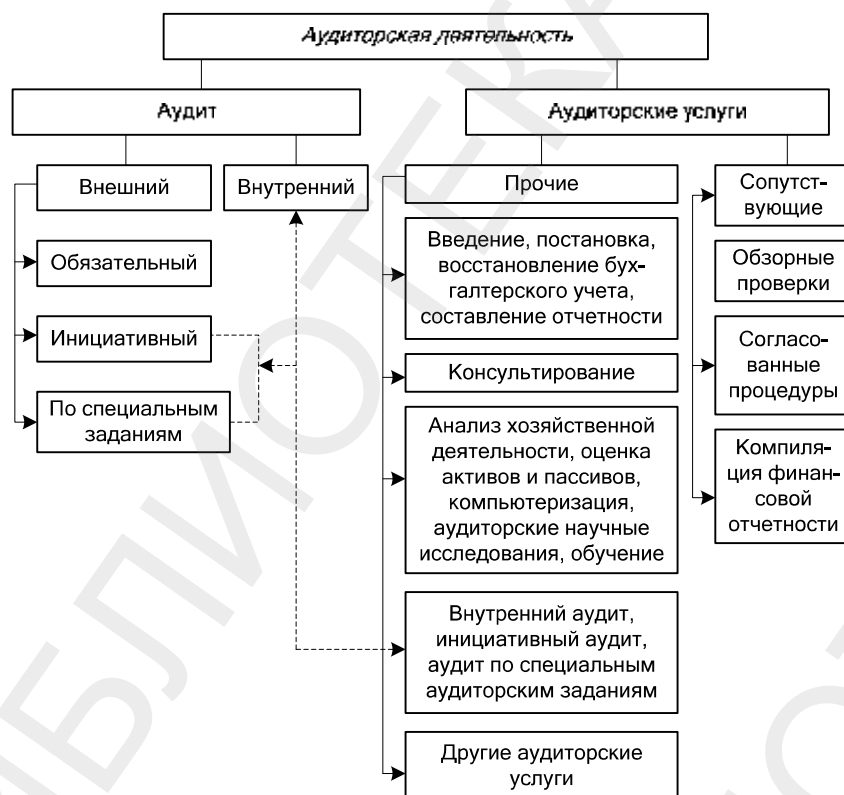 Аудиторская деятельность
Аудит
Аудиторские услуги
Внешний
Внутренний
Обязательный
Инициативный
По специальным
заданиям
Прочие
Введение, постановка,
восстановление бух-
галтерского учета,
составление отчетности
Консультирование
Анализ хозяйственной
деятельности, оценка
активов и пассивов,
компьютеризация,
аудиторские научные
исследования, обучение
Внутренний аудит,
инициативный аудит,
аудит по специальным
аудиторским заданиям
Другие аудиторские
услуги
Сопутст-
вующие
Обзорные
проверки
Согласо-
ванные
процедуры
Компиля-
ция финан-
совой
отчетности